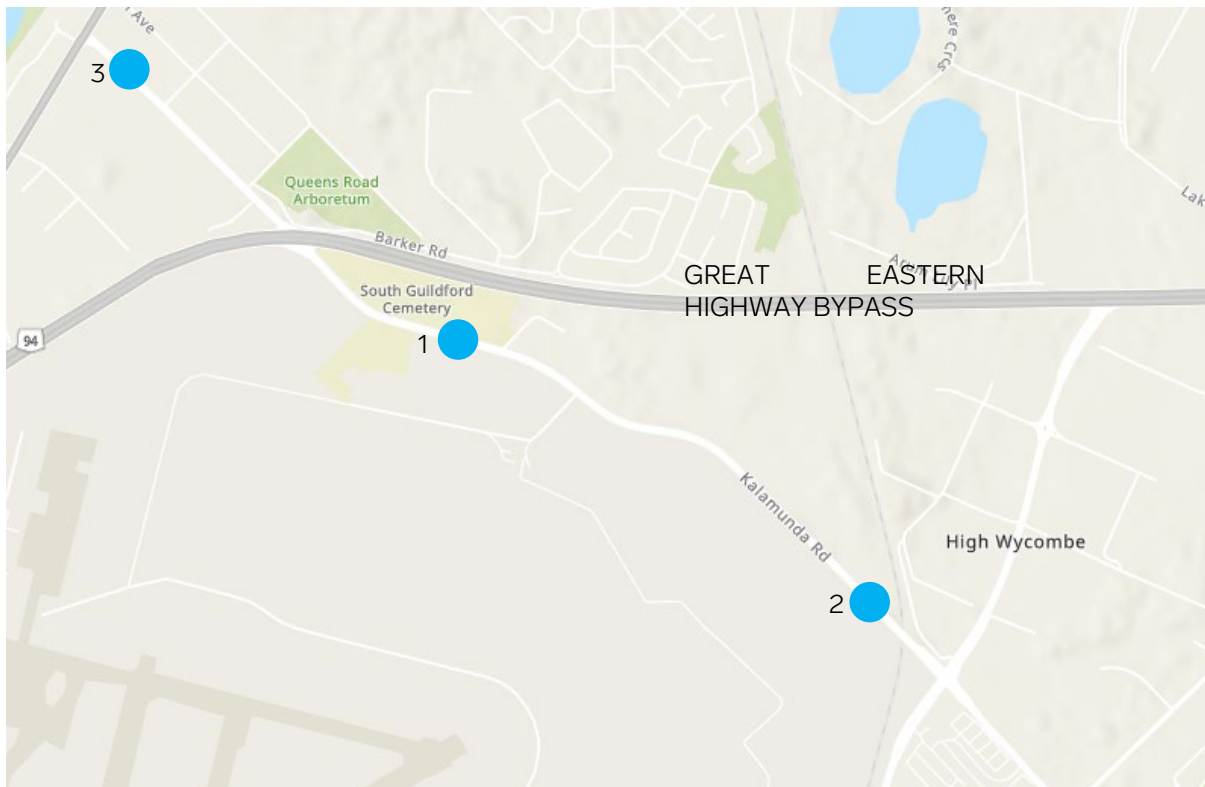 Ave
3
Queens Road
Arboretum
Barker Rd
GREAT EASTERN
HIGHWAY BYPASS
South Guildford
Cemetery
94
1
Kalamunda Rd
High Wycombe
2